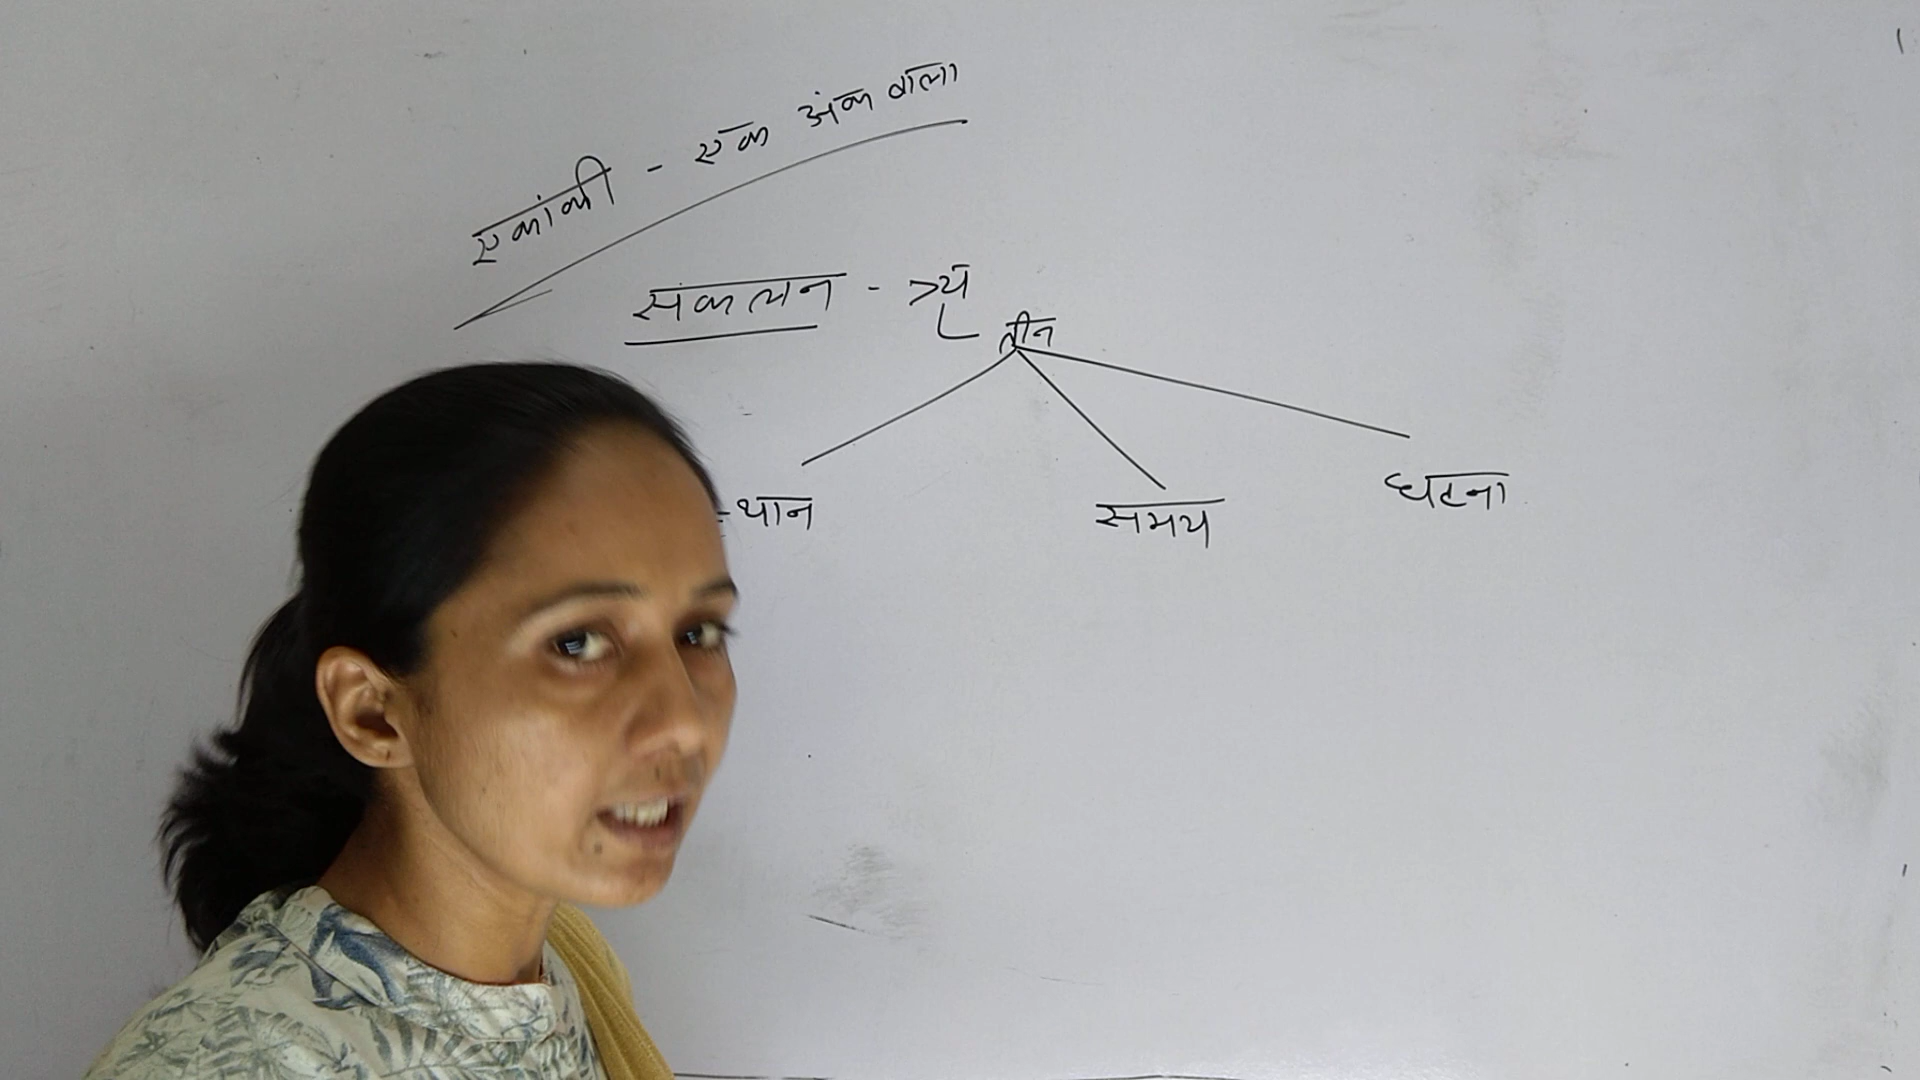 एकांकी - एक अंक वाला
संकलन - त्रय
तीन
स्थान समय घटना